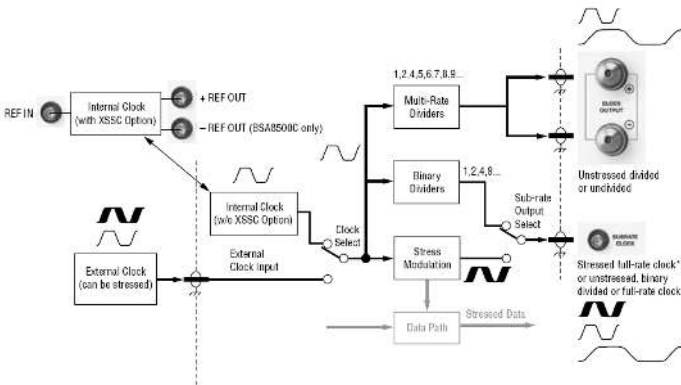 REF IN
Internal Clock
(with XSSC Option)
+ REF OUT
– REF OUT (BSA8500C only)
1,2,4,5,6,7,8,9...
Multi-Rate
Dividers
CLOCK
OUTPUT
Unstressed divided
or undivided
Internal Clock
(w/o XSSC Option)
Binary
Dividers
1,2,4,8...
Sub-rate
Output
Select
Clock
Select
External
Clock Input
External Clock
(can be stressed)
Stress
Modulation
SUBRATE
CLOCK
Stressed full-rate clock*
or unstressed, binary
divided or full-rate clock
Data Path
Stressed Data